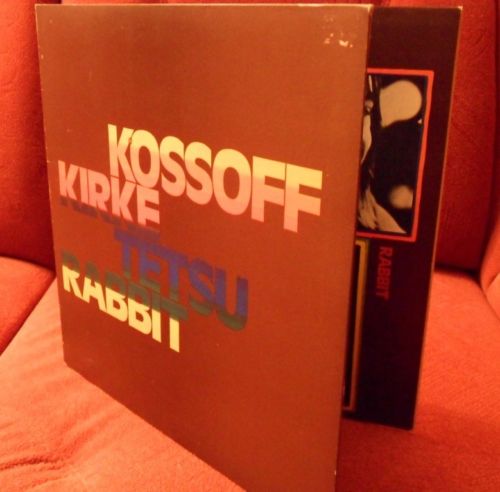 KOSSOFF
KIRKE
TETSU
RABBIT
RABBIT